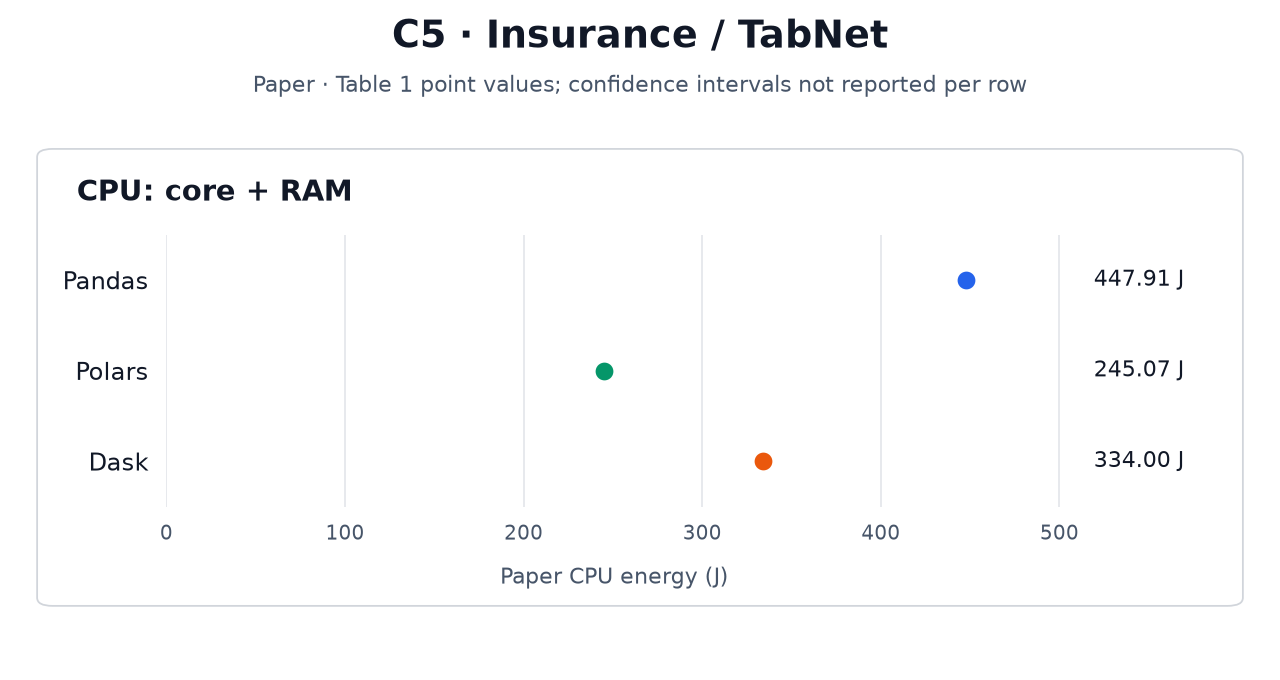 C5 · Insurance / TabNet
Paper · Table 1 point values; confidence intervals not reported per row
CPU: core + RAM
Pandas 447.91 J
Polars 245.07 J
Dask 334.00 J
0 100 200 300 400 500
Paper CPU energy (J)